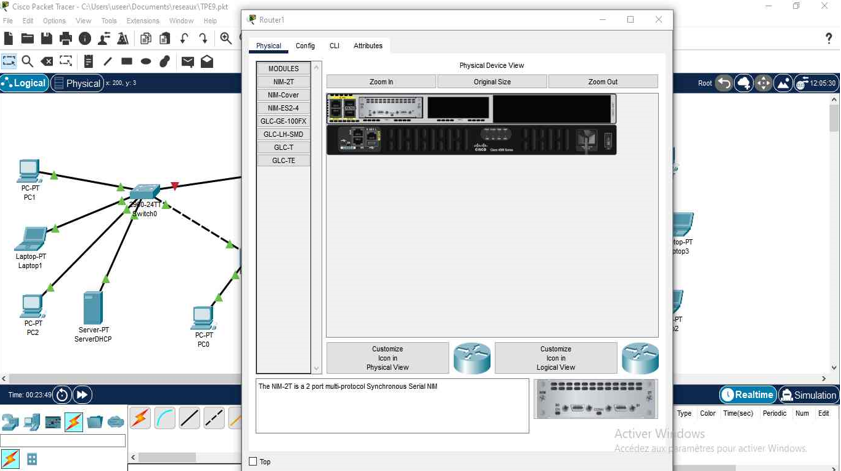 Cisco Packet Tracer - C:\Users\useer\Documents\reseaux\TPE9.pkt
File Edit Options View Tools Extensions Window Help
Logical
Physical
x: 200, y: 3
Root
12:05:30
Router1
Physical Config CLI Attributes
MODULES
NIM-2T
NIM-Cover
NIM-ES2-4
GLC-GE-100FX
GLC-LH-SMD
GLC-T
GLC-TE
Physical Device View
Zoom In Original Size Zoom Out
Customize
Icon in
Physical View
Customize
Icon in
Logical View
The NIM-2T is a 2 port multi-protocol Synchronous Serial NIM
Top
PC-PT
PC1
2960-24TT
Switch0
Laptop-PT
Laptop1
PC-PT
PC2
Server-PT
ServerDHCP
PC-PT
PC0
Time: 00:23:49
Realtime
Simulation
Type Color Time(sec) Periodic Num Edit
Activer Windows
Accédez aux paramètres pour activer Windows.